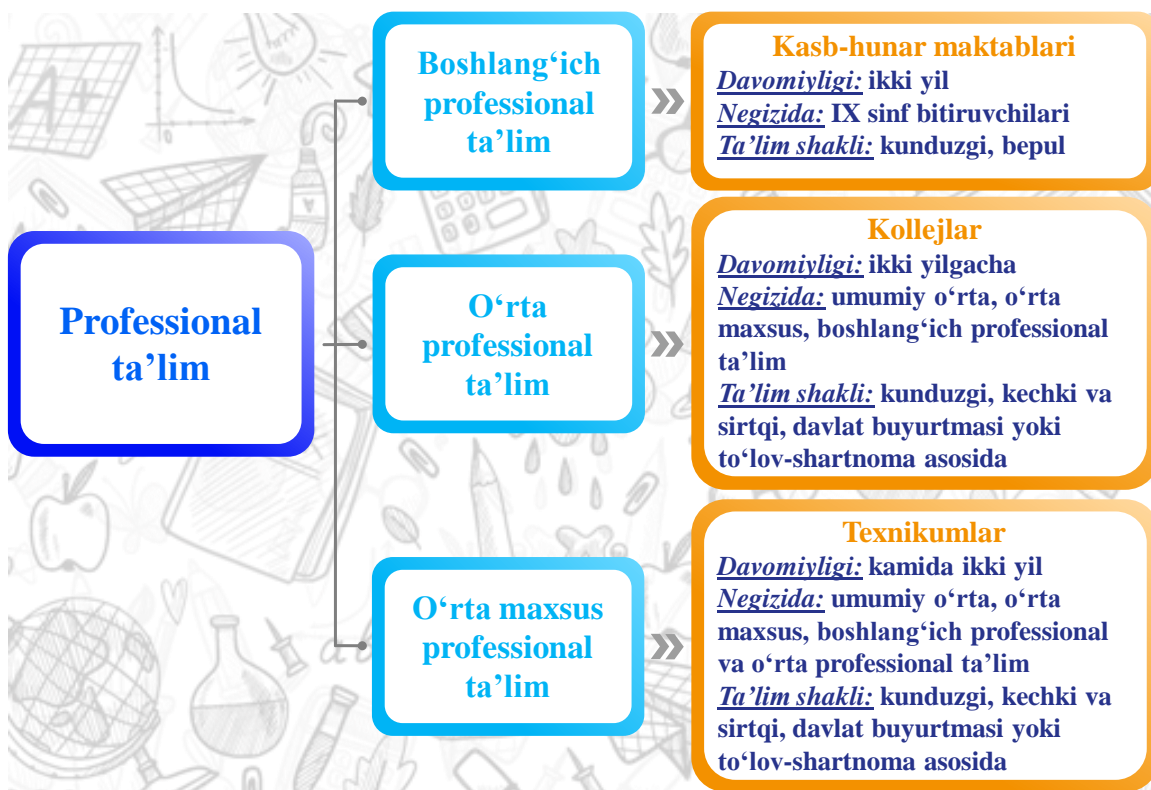 Professional
ta’lim
Boshlang‘ich
professional
ta’lim
Kasb-hunar maktablari
Davomiyligi: ikki yil
Negizida: IX sinf bitiruvchilari
Ta’lim shakli: kunduzgi, bepul
O‘rta
professional
ta’lim
Kollejlar
Davomiyligi: ikki yilgacha
Negizida: umumiy o‘rta, o‘rta
maxsus, boshlang‘ich professional
ta’lim
Ta’lim shakli: kunduzgi, kechki va
sirtqi, davlat buyurtmasi yoki
to‘lov-shartnoma asosida
O‘rta maxsus
professional
ta’lim
Texnikumlar
Davomiyligi: kamida ikki yil
Negizida: umumiy o‘rta, o‘rta
maxsus, boshlang‘ich professional
va o‘rta professional ta’lim
Ta’lim shakli: kunduzgi, kechki va
sirtqi, davlat buyurtmasi yoki
to‘lov-shartnoma asosida
A+